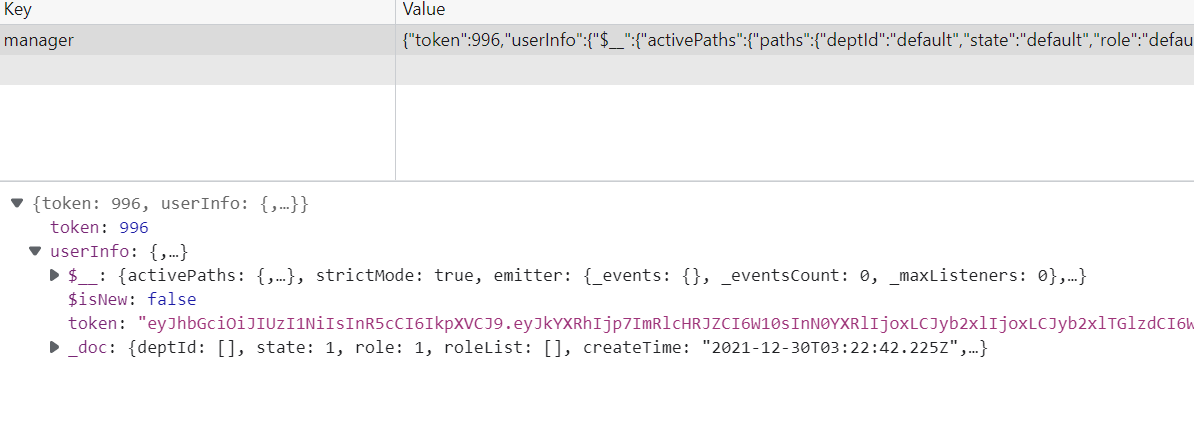 Key Value
manager {"token":996,"userInfo":{"$__":{"activePaths":{"paths":{"deptId":"default","state":"default","role":"defau
{token: 996, userInfo: {,…}}
token: 996
userInfo: {,…}
$__: {activePaths: {,…}, strictMode: true, emitter: {_events: {}, _eventsCount: 0, _maxListeners: 0},…}
$isNew: false
token: "eyJhbGciOiJIUzI1NiIsInR5cCI6IkpXVCJ9.eyJkYXRhIjp7ImRlcHRJZCI6W10sInN0YXRlIjoxLCJyb2xlIjoxLCJyb2xlTGlzdCI6W
_doc: {deptId: [], state: 1, role: 1, roleList: [], createTime: "2021-12-30T03:22:42.225Z",…}